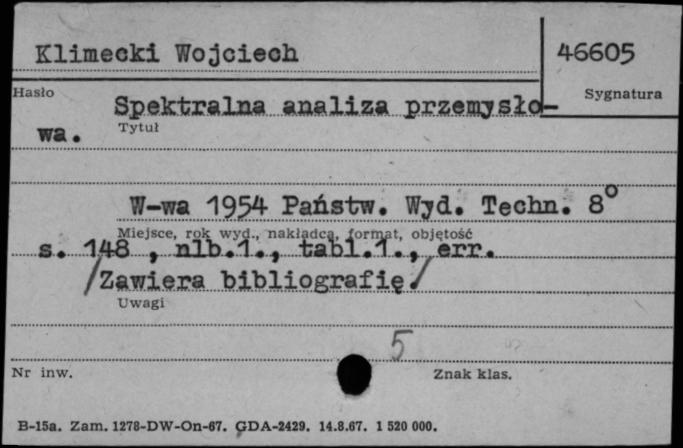 Klimecki Wojciech
46605
Hasło
Sygnatura
Spektralna analiza przemysło-
Tytuł
wa.
W-wa 1954 Państw. Wyd. Techn. 8°
Miejsce, rok wyd., nakładca, format, objętość
s. 148 , nlb.1., tabl.1., err.
/Zawiera bibliografię/
Uwagi
5
Nr inw.
Znak klas.
B-15a. Zam. 1278-DW-On-67. GDA-2429. 14.8.67. 1 520 000.